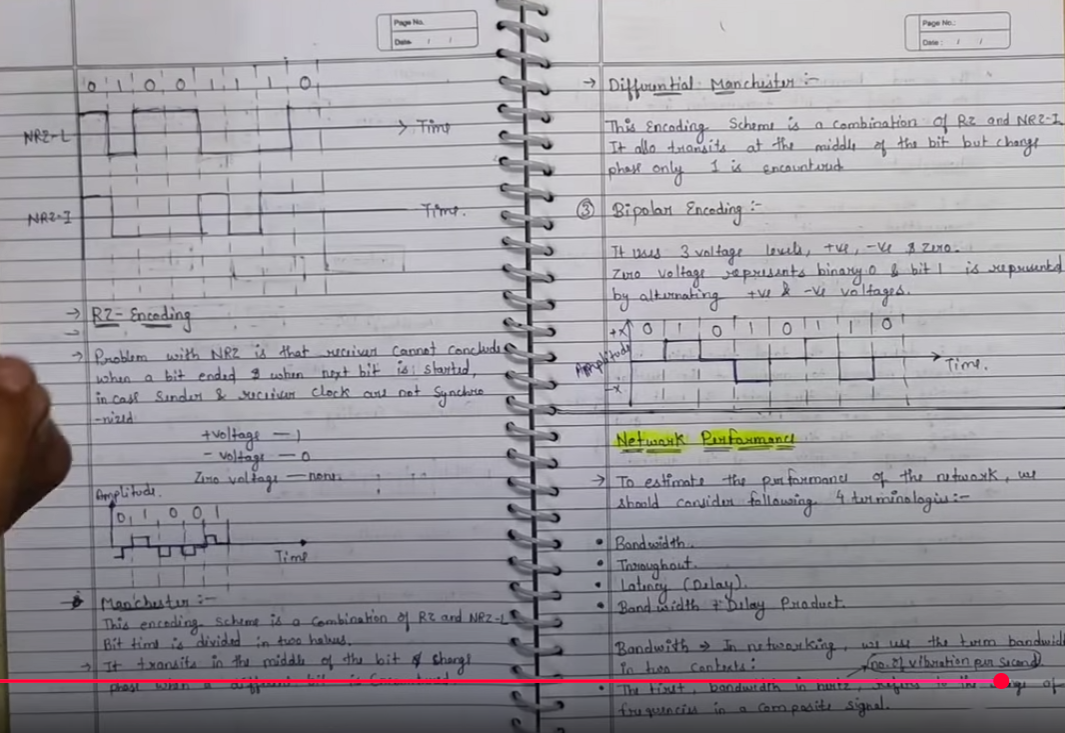 Page No.
Date / /
0 1 0 0 1 1 1 0
NRZ-L
Time
NRZ-I
Time.
→ RZ- Encoding
→ Problem with NRZ is that receiver cannot conclude
when a bit ended & when next bit is started,
in case sender & receiver clock are not Synchro
-nized.
+voltage — 1
- voltage — 0
Zero voltage — none.
Amplitude.
0 1 0 0 1
Time
Manchester :-
This encoding scheme is a combination of RZ and NRZ-L
Bit time is divided in two halves.
→ It transits in the middle of the bit & change
phase when a different bit is
Page No.:
Date : / /
→ Differential Manchester :-
This Encoding Scheme is a combination of RZ and NRZ-I.
It also transits at the middle of the bit but change
phase only 1 is encountered
③ Bipolar Encoding :-
It uses 3 voltage levels, +ve, -ve & zero.
Zero voltage represents binary 0 & bit 1 is represented
by alternating +ve & -ve voltages.
+x 0 1 0 1 0 1 1 0
Amplitude
Time.
-x
Network Performance
→ To estimate the performance of the network, we
should consider following 4 terminologies :-
• Bandwidth.
• Throughout.
• Latency (Delay).
• Bandwidth + Delay Product.
Bandwith → In networking, we use the term bandwid
in two contexts :
(no. of vibration per second)
• The first, bandwidth in hertz, refers to the of
frequencies in a composite signal.